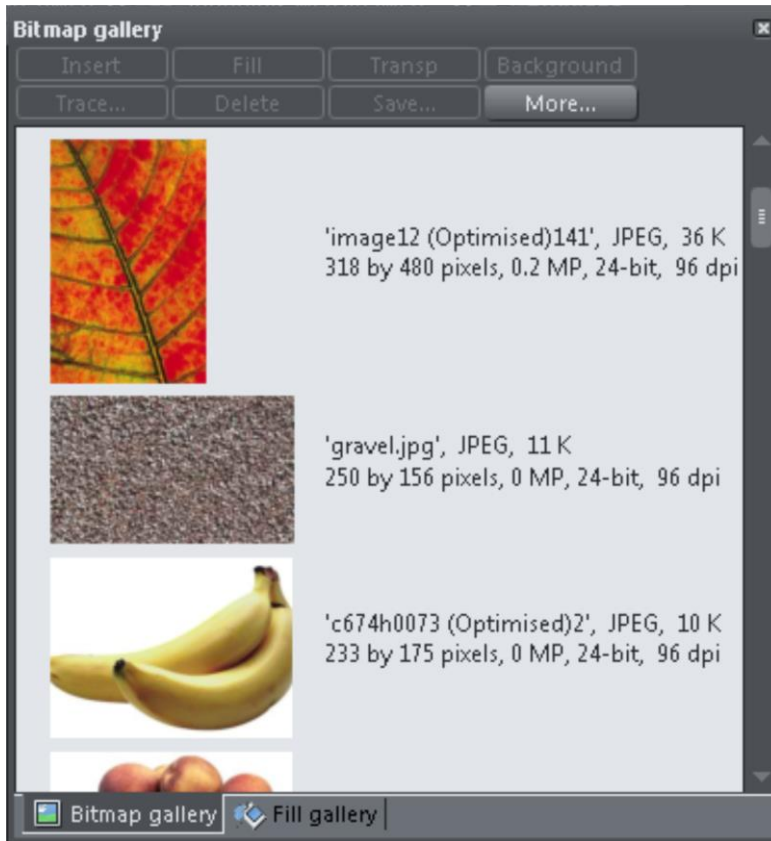 Bitmap gallery
Insert Fill Transp Background
Trace... Delete Save... More...
'image12 (Optimised)141', JPEG, 36 K
318 by 480 pixels, 0.2 MP, 24-bit, 96 dpi
'gravel.jpg', JPEG, 11 K
250 by 156 pixels, 0 MP, 24-bit, 96 dpi
'c674h0073 (Optimised)2', JPEG, 10 K
233 by 175 pixels, 0 MP, 24-bit, 96 dpi
Bitmap gallery Fill gallery